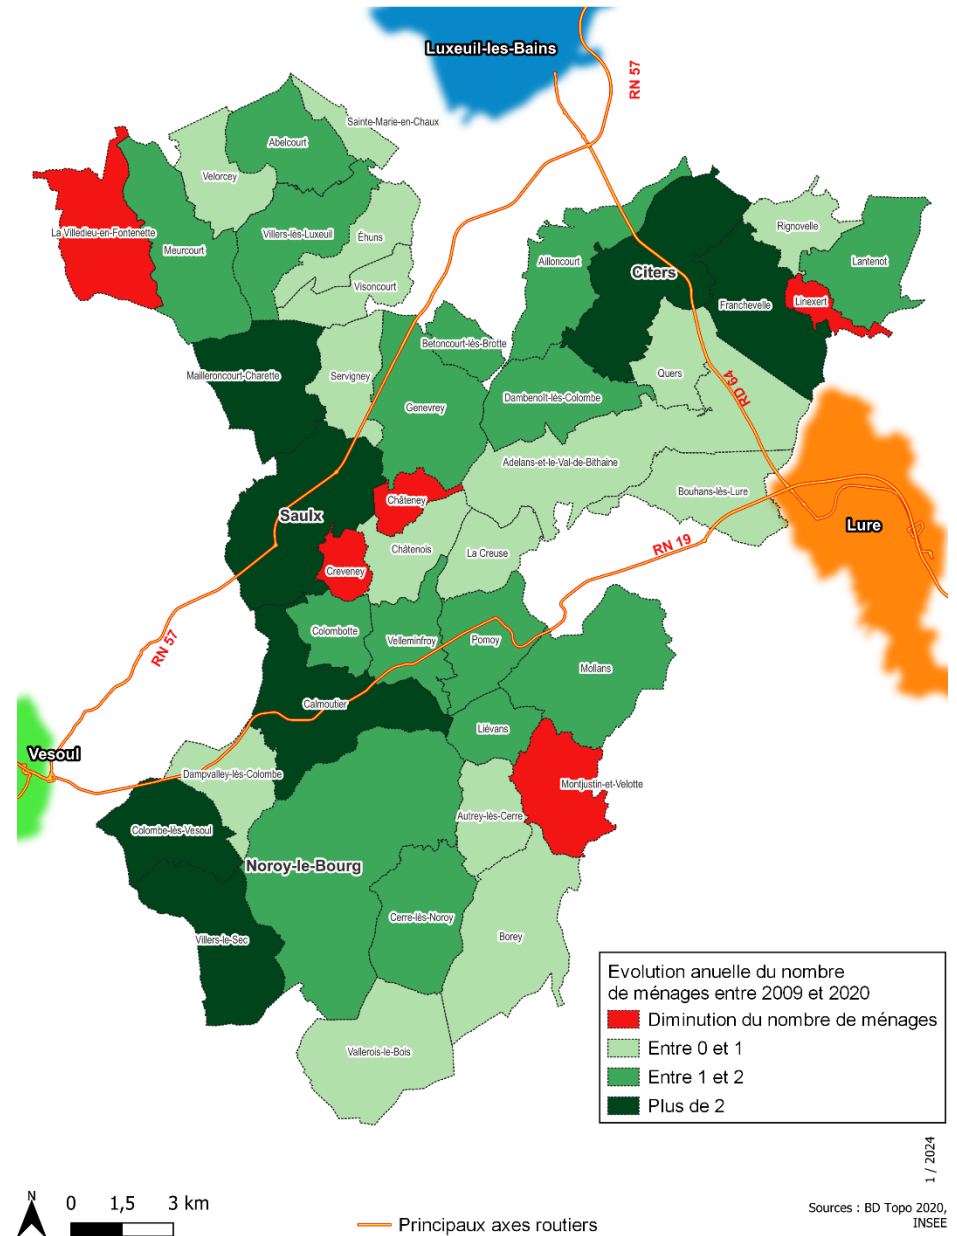 Luxeuil-les-Bains
RN 57
Sainte-Marie-en-Chaux
Abelcourt
Velorcey
La Villedieu-en-Fontenette
Meurcourt
Villers-lès-Luxeuil
Éhuns
Visoncourt
Ailloncourt
Citers
Rignovelle
Lantenot
Franchevelle
Linexert
Betoncourt-lès-Brotte
Mailleroncourt-Charette
Servigney
Genevrey
Quers
Dambenoît-lès-Colombe
RD 64
Adelans-et-le-Val-de-Bithaine
Bouhans-lès-Lure
Châteney
Saulx
Lure
Châtenois
La Creuse
RN 19
Creveney
Colombotte
Velleminfroy
Pomoy
RN 57
Mollans
Calmoutier
Liévans
Vesoul
Dampvalley-lès-Colombe
Montjustin-et-Velotte
Autrey-lès-Cerre
Colombe-lès-Vesoul
Noroy-le-Bourg
Cerre-lès-Noroy
Villers-le-Sec
Borey
Vallerois-le-Bois
Evolution anuelle du nombre
de ménages entre 2009 et 2020
Diminution du nombre de ménages
Entre 0 et 1
Entre 1 et 2
Plus de 2
1 / 2024
N
0 1,5 3 km
Principaux axes routiers
Sources : BD Topo 2020,
INSEE